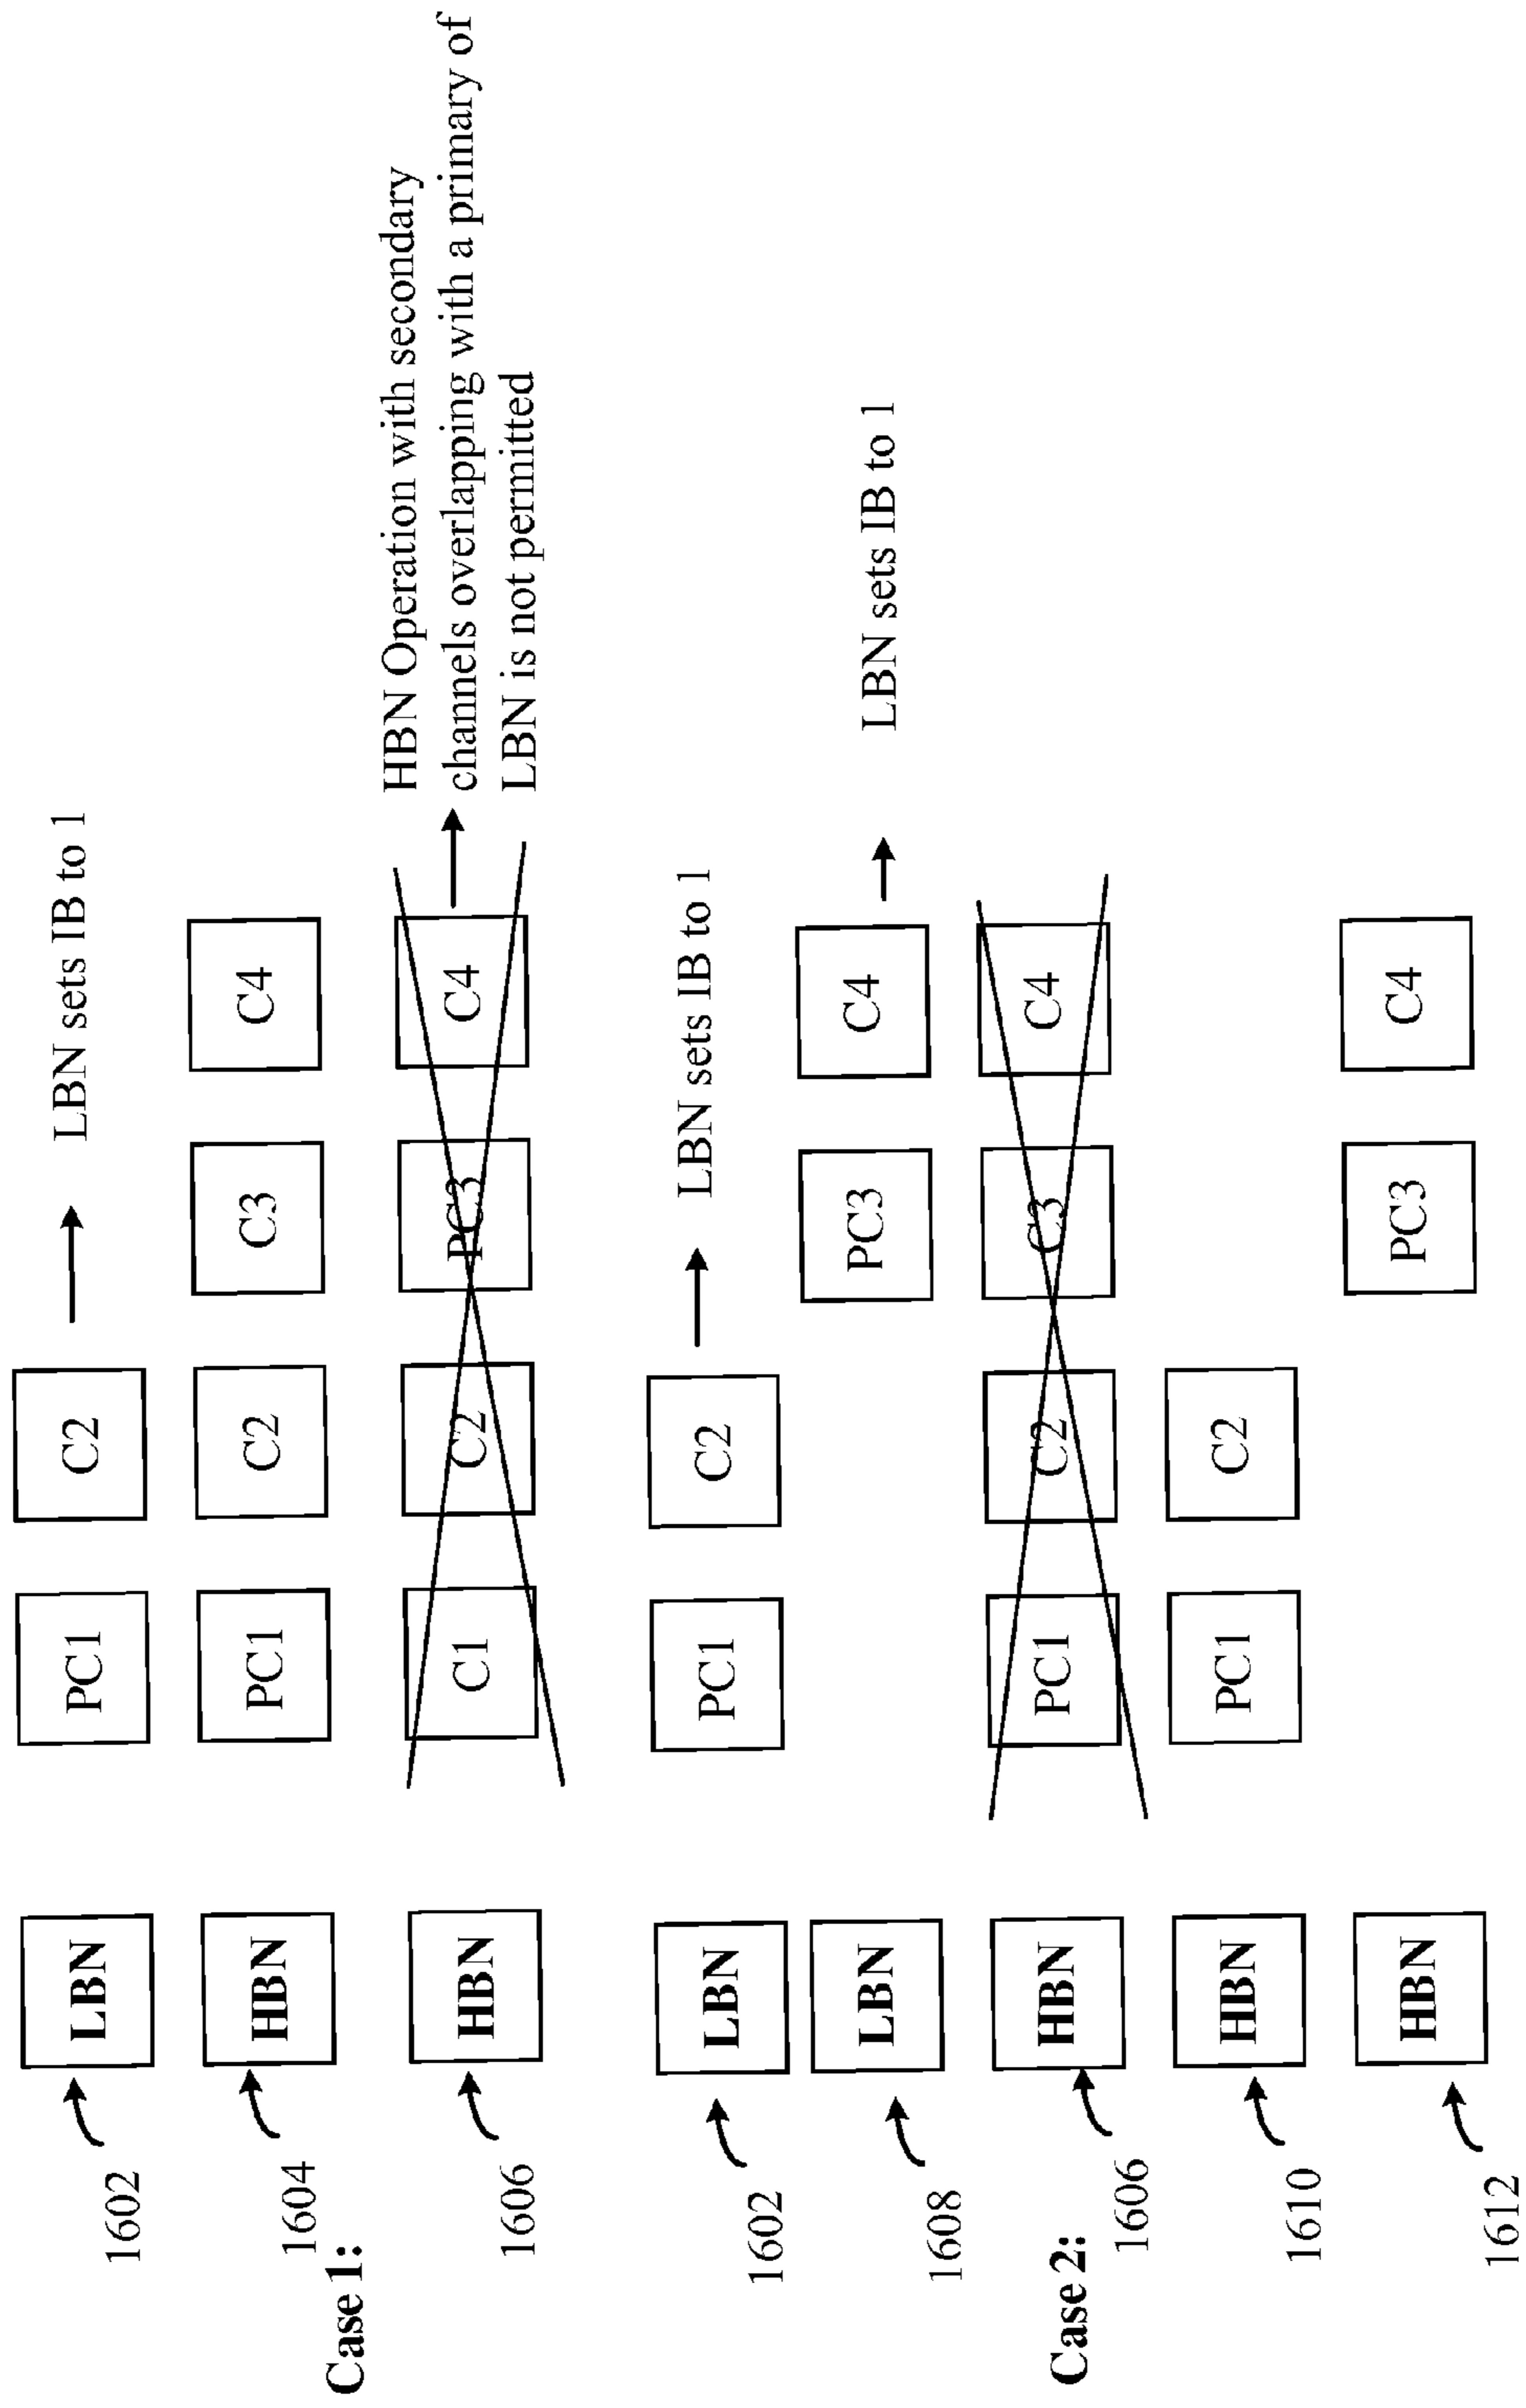 LBN PC1 C2 LBN sets IB to 1
1602
HBN PC1 C2 C3 C4
1604
Case 1:
HBN C1 C2 PC3 C4 HBN Operation with secondary
channels overlapping with a primary of
LBN is not permitted
1606
LBN PC1 C2 LBN sets IB to 1
1602
LBN PC3 C4 LBN sets IB to 1
1608
HBN PC1 C2 C3 C4
Case 2:
1606
HBN PC1 C2
1610
HBN PC3 C4
1612